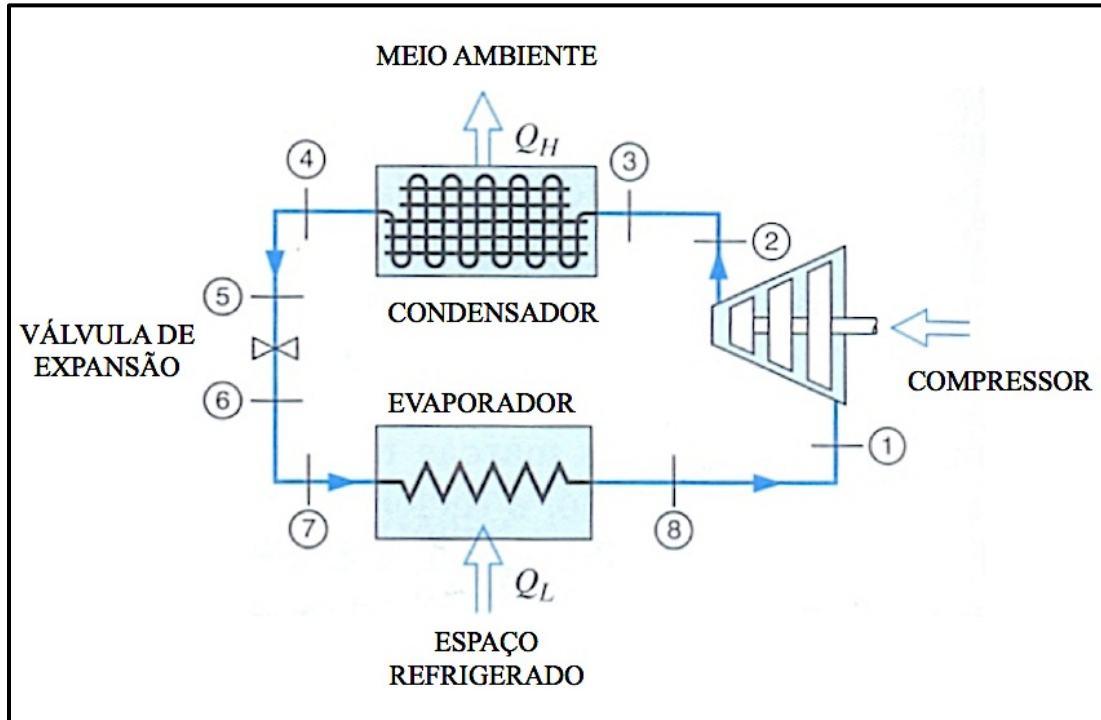 MEIO AMBIENTE
Q_H
4
3
2
5
CONDENSADOR
VÁLVULA DE
EXPANSÃO
COMPRESSOR
6
EVAPORADOR
1
7
8
Q_L
ESPAÇO
REFRIGERADO